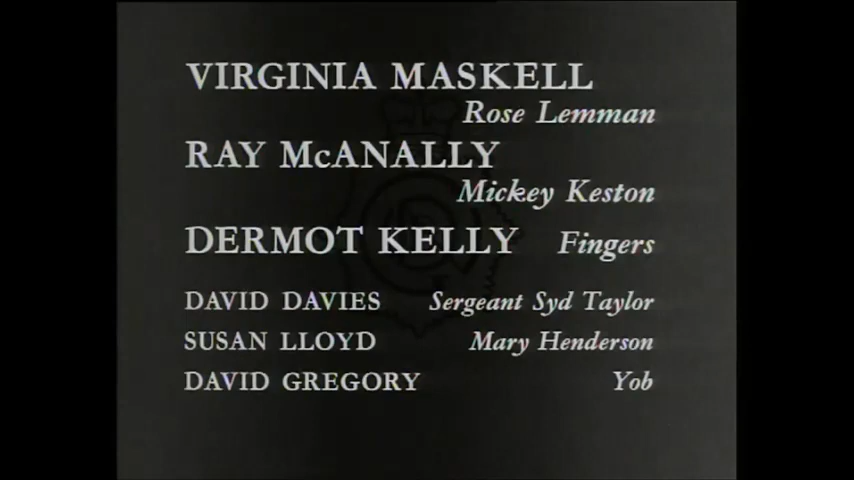 VIRGINIA MASKELL
Rose Lemman
RAY McANALLY
Mickey Keston
DERMOT KELLY Fingers
DAVID DAVIES Sergeant Syd Taylor
SUSAN LLOYD Mary Henderson
DAVID GREGORY Yob